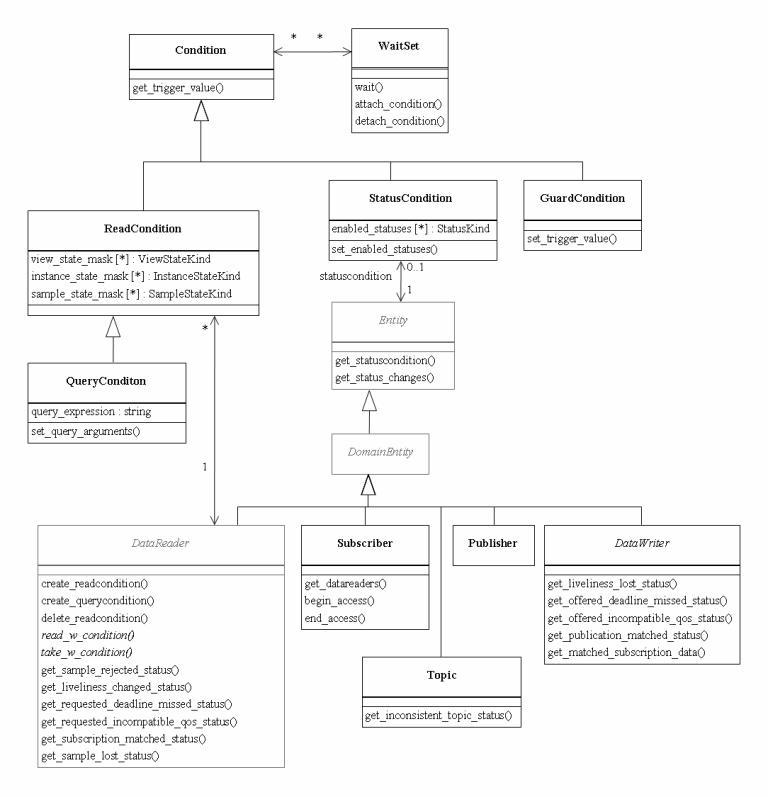 * *
Condition
get_trigger_value()
WaitSet
wait()
attach_condition()
detach_condition()
ReadCondition
view_state_mask [*] : ViewStateKind
instance_state_mask [*] : InstanceStateKind
sample_state_mask [*] : SampleStateKind
StatusCondition
enabled_statuses [*] : StatusKind
set_enabled_statuses()
GuardCondition
set_trigger_value()
0..1
statuscondition
1
Entity
get_statuscondition()
get_status_changes()
*
QueryConditon
query_expression : string
set_query_arguments()
DomainEntity
1
DataReader
create_readcondition()
create_querycondition()
delete_readcondition()
read_w_condition()
take_w_condition()
get_sample_rejected_status()
get_liveliness_changed_status()
get_requested_deadline_missed_status()
get_requested_incompatible_qos_status()
get_subscription_matched_status()
get_sample_lost_status()
Subscriber
get_datareaders()
begin_access()
end_access()
Publisher
DataWriter
get_liveliness_lost_status()
get_offered_deadline_missed_status()
get_offered_incompatible_qos_status()
get_publication_matched_status()
get_matched_subscription_data()
Topic
get_inconsistent_topic_status()